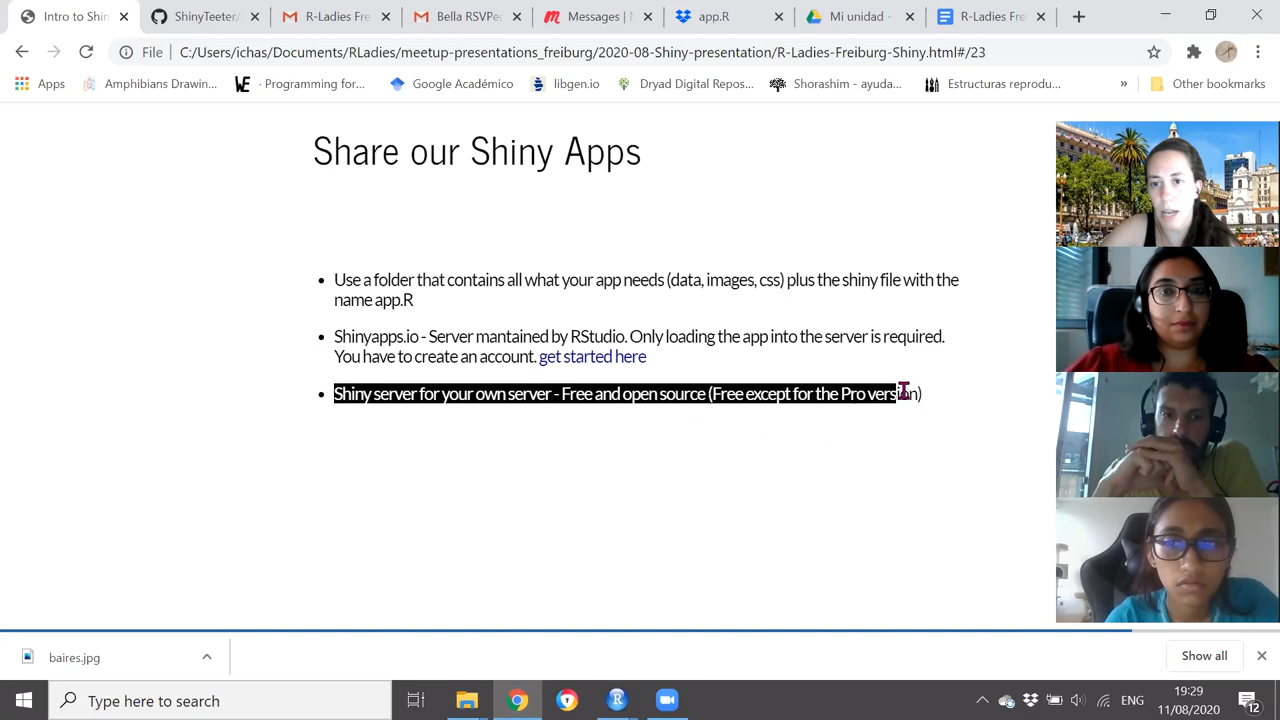 Intro to Shin
ShinyTeeter/
R-Ladies Fre
Bella RSVPec
Messages | M
app.R
Mi unidad -
R-Ladies Fre
File
C:/Users/ichas/Documents/RLadies/meetup-presentations_freiburg/2020-08-Shiny-presentation/R-Ladies-Freiburg-Shiny.html#/23
Apps
Amphibians Drawin...
Programming for...
Google Académico
libgen.io
Dryad Digital Repos...
Shorashim - ayuda...
Estructuras reprodu...
»
Other bookmarks
Share our Shiny Apps
• Use a folder that contains all what your app needs (data, images, css) plus the shiny file with the
name app.R
• Shinyapps.io - Server mantained by RStudio. Only loading the app into the server is required.
You have to create an account. get started here
• Shiny server for your own server - Free and open source (Free except for the Pro version)
baires.jpg
Show all
Type here to search
ENG
19:29
11/08/2020
12